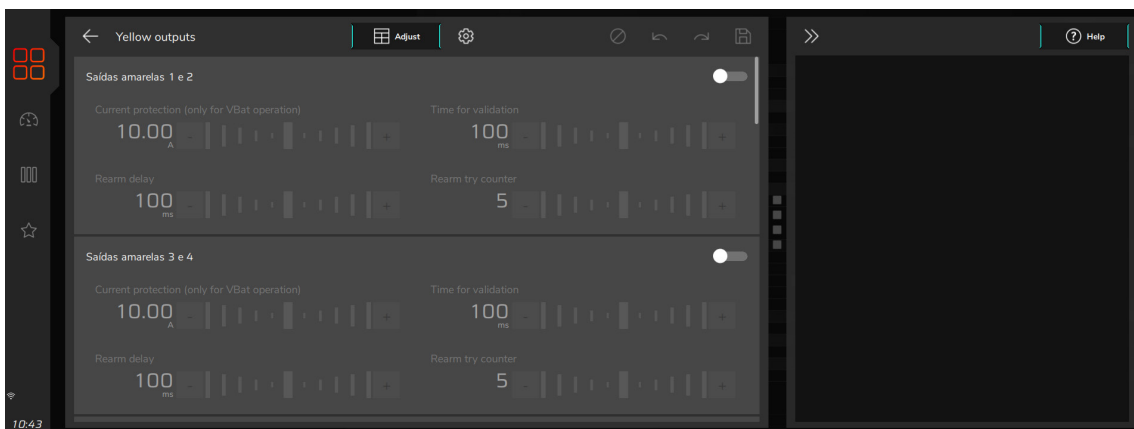 Yellow outputs
Adjust
Help
Saídas amarelas 1 e 2
Current protection (only for VBat operation)
Time for validation
10.00
A
-
+
100
ms
-
+
Rearm delay
Rearm try counter
100
ms
-
+
5
-
+
Saídas amarelas 3 e 4
Current protection (only for VBat operation)
Time for validation
10.00
A
-
+
100
ms
-
+
Rearm delay
Rearm try counter
100
ms
-
+
5
-
+
10:43